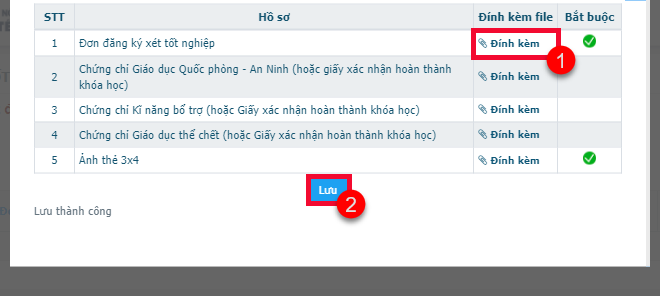 STT Hồ sơ Đính kèm file Bắt buộc
1 Đơn đăng ký xét tốt nghiệp Đính kèm
1
2 Chứng chỉ Giáo dục Quốc phòng - An Ninh (hoặc giấy xác nhận hoàn thành khóa học) Đính kèm
3 Chứng chỉ Kĩ năng bổ trợ (hoặc Giấy xác nhận hoàn thành khóa học) Đính kèm
4 Chứng chỉ Giáo dục thể chết (hoặc Giấy xác nhận hoàn thành khóa học) Đính kèm
5 Ảnh thẻ 3x4 Đính kèm
Lưu
2
Lưu thành công